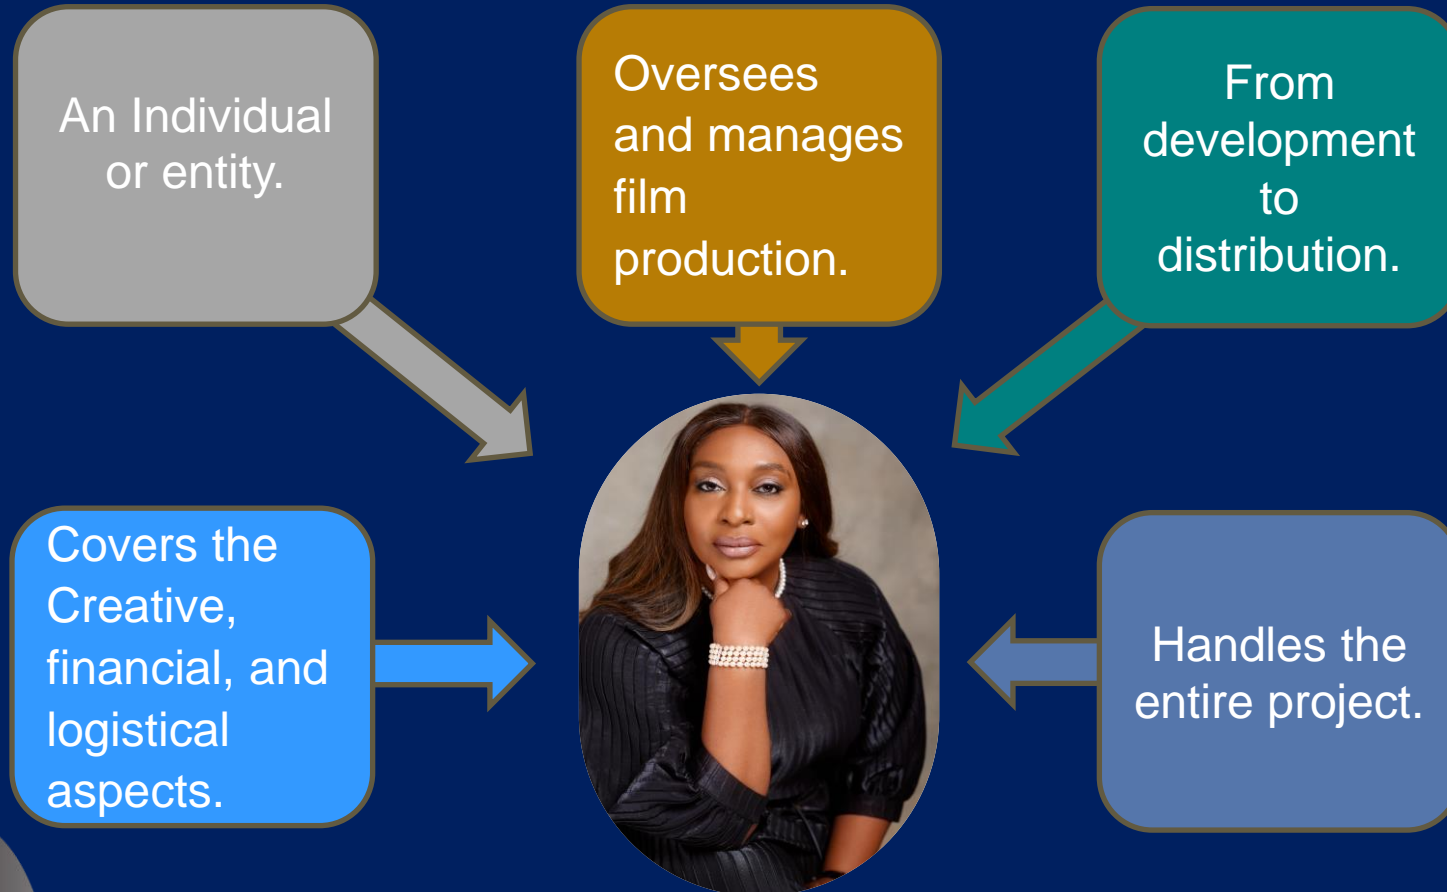 An Individual
or entity.
Oversees
and manages
film
production.
From
development
to
distribution.
Covers the
Creative,
financial, and
logistical
aspects.
Handles the
entire project.